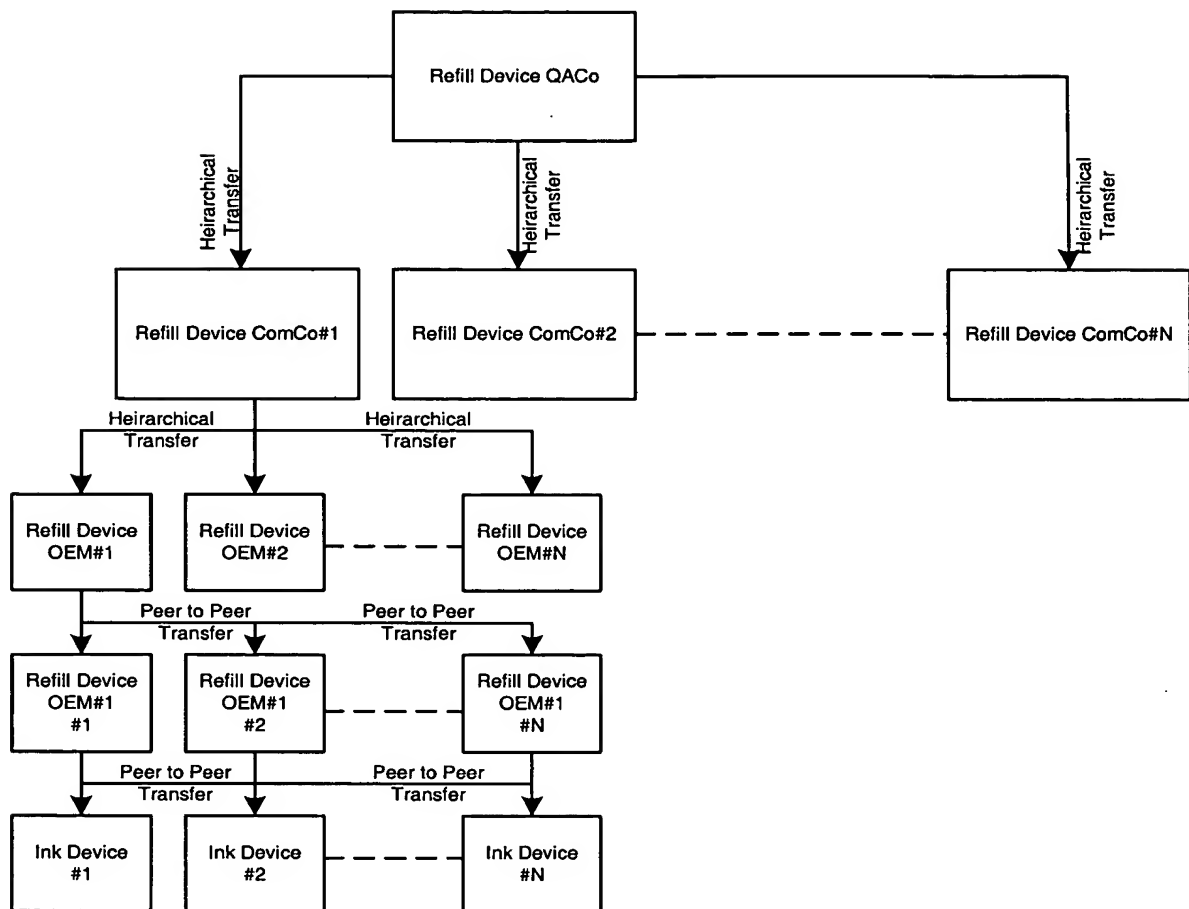 Refill Device QACo
Heirarchical
Transfer
Heirarchical
Transfer
Heirarchical
Transfer
Refill Device ComCo#1
Refill Device ComCo#2
Refill Device ComCo#N
Heirarchical
Transfer
Heirarchical
Transfer
Refill Device
OEM#1
Refill Device
OEM#2
Refill Device
OEM#N
Peer to Peer
Transfer
Peer to Peer
Transfer
Refill Device
OEM#1
#1
Refill Device
OEM#1
#2
Refill Device
OEM#1
#N
Peer to Peer
Transfer
Peer to Peer
Transfer
Ink Device
#1
Ink Device
#2
Ink Device
#N